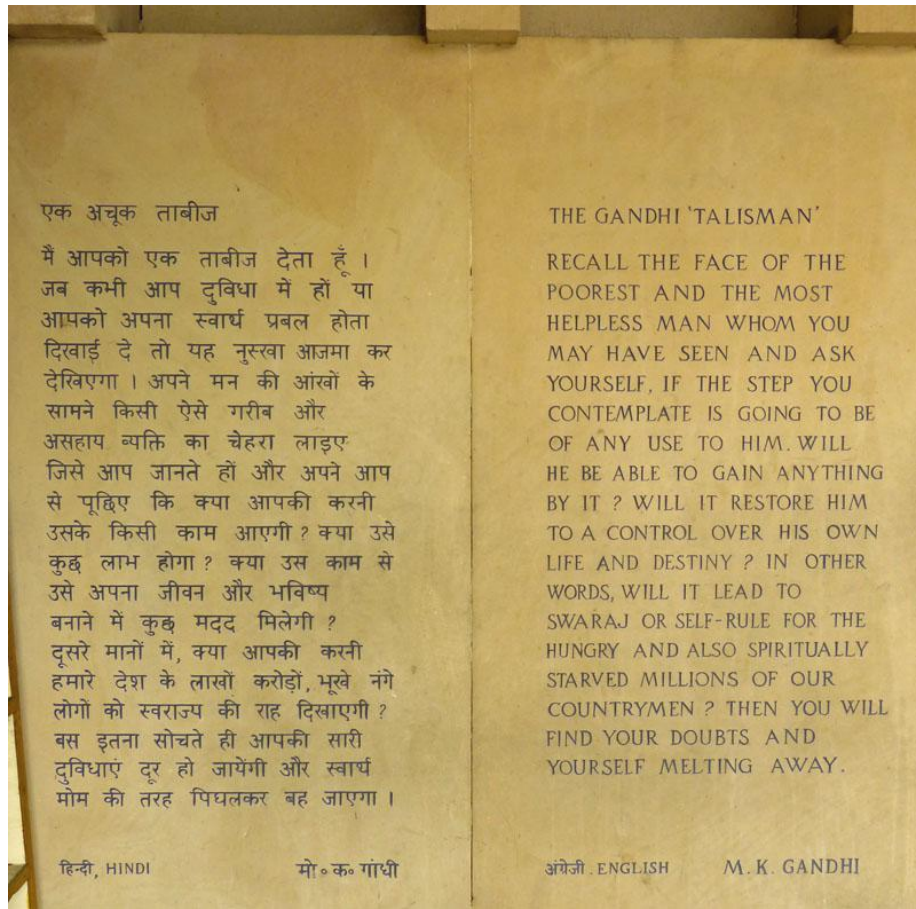 एक अचूक ताबीज
मैं आपको एक ताबीज देता हूँ ।
जब कभी आप दुविधा में हों या
आपको अपना स्वार्थ प्रबल होता
दिखाई दे तो यह नुस्खा आजमा कर
देखिएगा । अपने मन की आंखों के
सामने किसी ऐसे गरीब और
असहाय व्यक्ति का चेहरा लाइए
जिसे आप जानते हों और अपने आप
से पूछिए कि क्या आपकी करनी
उसके किसी काम आएगी ? क्या उसे
कुछ लाभ होगा ? क्या उस काम से
उसे अपना जीवन और भविष्य
बनाने में कुछ मदद मिलेगी ?
दूसरे मानों में, क्या आपकी करनी
हमारे देश के लाखों करोड़ों, भूखे नंगे
लोगो को स्वराज्य की राह दिखाएगी ?
बस इतना सोचते ही आपकी सारी
दुविधाएं दूर हो जायेंगी और स्वार्थ
मोम की तरह पिघलकर बह जाएगा ।
हिन्दी, HINDI मो॰ क॰ गांधी
THE GANDHI 'TALISMAN'
RECALL THE FACE OF THE
POOREST AND THE MOST
HELPLESS MAN WHOM YOU
MAY HAVE SEEN AND ASK
YOURSELF, IF THE STEP YOU
CONTEMPLATE IS GOING TO BE
OF ANY USE TO HIM. WILL
HE BE ABLE TO GAIN ANYTHING
BY IT ? WILL IT RESTORE HIM
TO A CONTROL OVER HIS OWN
LIFE AND DESTINY ? IN OTHER
WORDS, WILL IT LEAD TO
SWARAJ OR SELF-RULE FOR THE
HUNGRY AND ALSO SPIRITUALLY
STARVED MILLIONS OF OUR
COUNTRYMEN ? THEN YOU WILL
FIND YOUR DOUBTS AND
YOURSELF MELTING AWAY.
अंग्रेजी. ENGLISH M. K. GANDHI